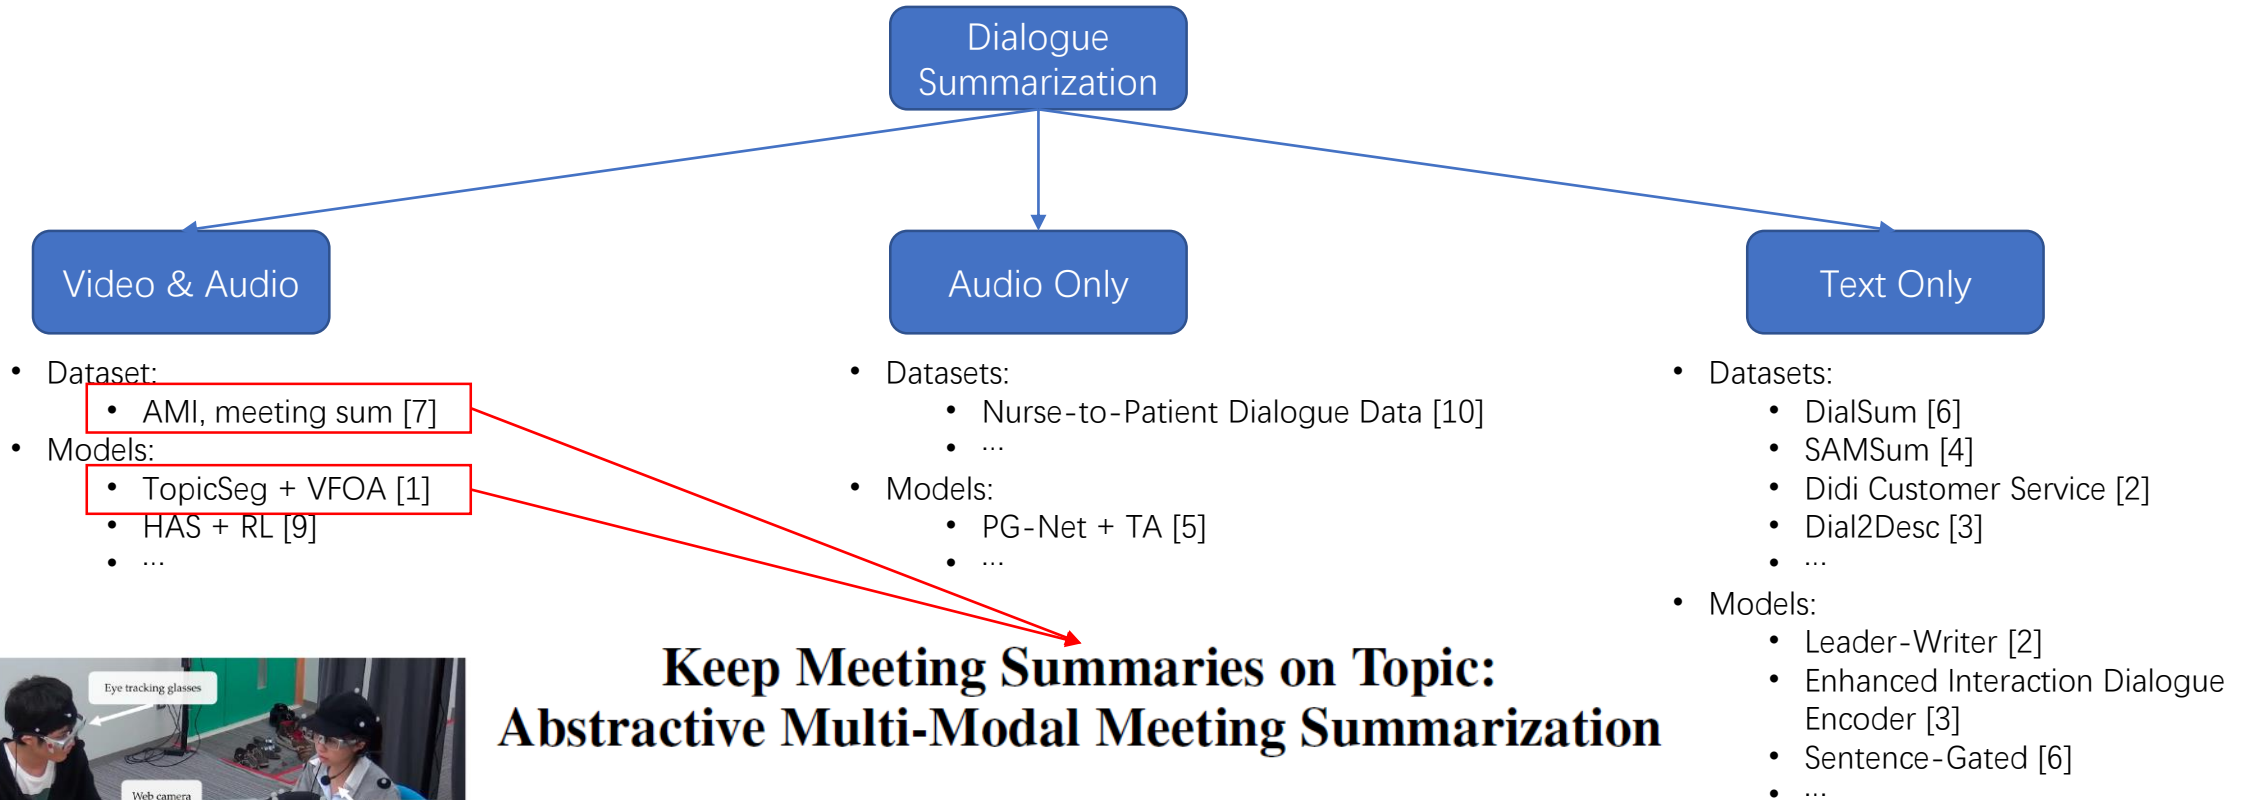 Dialogue
Summarization
Video & Audio
Audio Only
Text Only
• Dataset:
• AMI, meeting sum [7]
• Models:
• TopicSeg + VFOA [1]
• HAS + RL [9]
• ...
• Datasets:
• Nurse-to-Patient Dialogue Data [10]
• ...
• Models:
• PG-Net + TA [5]
• ...
• Datasets:
• DialSum [6]
• SAMSum [4]
• Didi Customer Service [2]
• Dial2Desc [3]
• ...
• Models:
• Leader-Writer [2]
• Enhanced Interaction Dialogue
Encoder [3]
• Sentence-Gated [6]
• ...
Keep Meeting Summaries on Topic:
Abstractive Multi-Modal Meeting Summarization
Eye tracking glasses
Web camera